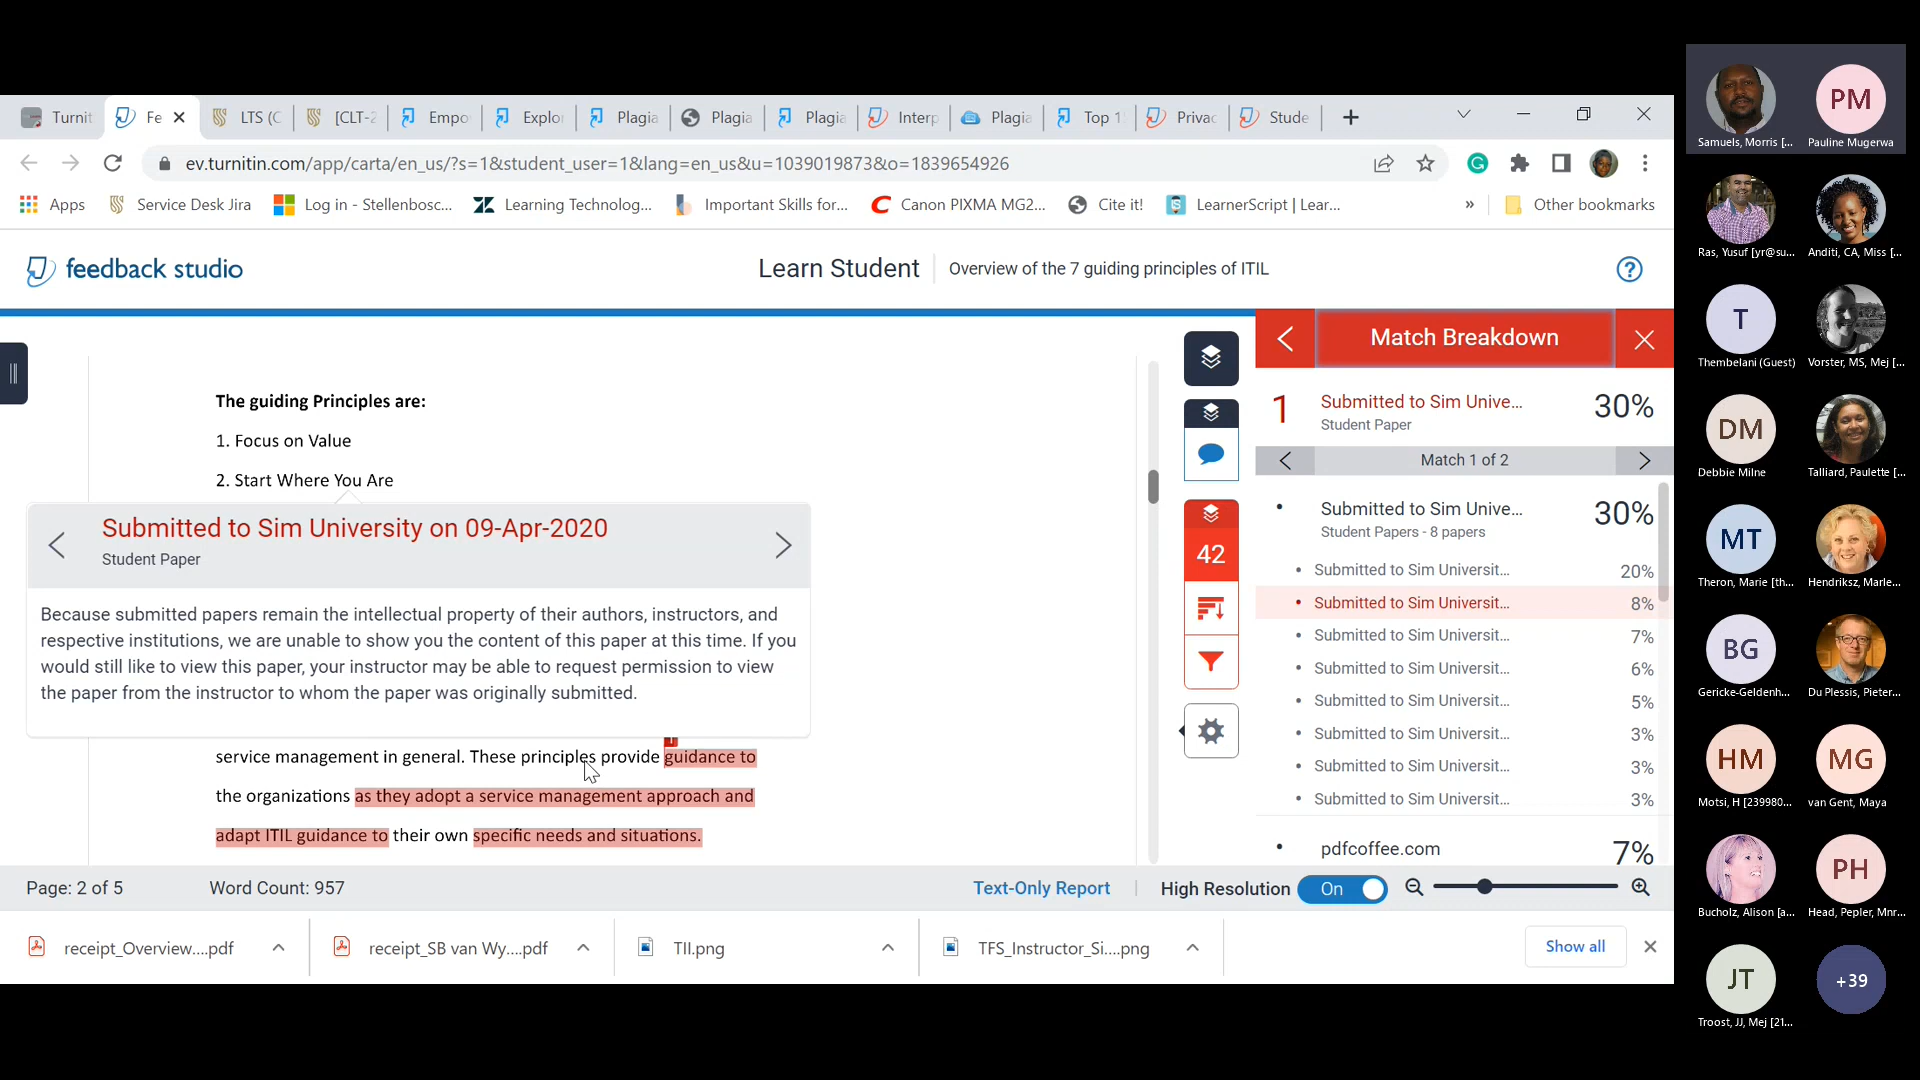 Turnit
Fe
LTS (C
[CLT-2
Empo
Explor
Plagia
Plagia
Plagia
Interp
Plagia
Top 1
Privac
Stude
ev.turnitin.com/app/carta/en_us/?s=1&student_user=1&lang=en_us&u=1039019873&o=1839654926
Apps
Service Desk Jira
Log in - Stellenbosc...
Learning Technolog...
Important Skills for...
Canon PIXMA MG2...
Cite it!
LearnerScript | Lear...
»
Other bookmarks
feedback studio
Learn Student
Overview of the 7 guiding principles of ITIL
The guiding Principles are:
1. Focus on Value
2. Start Where You Are
Submitted to Sim University on 09-Apr-2020
Student Paper
Because submitted papers remain the intellectual property of their authors, instructors, and
respective institutions, we are unable to show you the content of this paper at this time. If you
would still like to view this paper, your instructor may be able to request permission to view
the paper from the instructor to whom the paper was originally submitted.
service management in general. These principles provide guidance to
the organizations as they adopt a service management approach and
adapt ITIL guidance to their own specific needs and situations.
42
Match Breakdown
1
Submitted to Sim Unive...
30%
Student Paper
Match 1 of 2
Submitted to Sim Unive...
30%
Student Papers - 8 papers
Submitted to Sim Universit... 20%
Submitted to Sim Universit... 8%
Submitted to Sim Universit... 7%
Submitted to Sim Universit... 6%
Submitted to Sim Universit... 5%
Submitted to Sim Universit... 3%
Submitted to Sim Universit... 3%
Submitted to Sim Universit... 3%
pdfcoffee.com 7%
Page: 2 of 5
Word Count: 957
Text-Only Report
High Resolution
On
receipt_Overview....pdf
receipt_SB van Wy....pdf
TII.png
TFS_Instructor_Si....png
Show all
PM
Samuels, Morris [...
Pauline Mugerwa
Ras, Yusuf [yr@su...
Anditi, CA, Miss [...
T
Thembelani (Guest)
Vorster, MS, Mej [...
DM
Debbie Milne
Talliard, Paulette [...
MT
Theron, Marie [th...
Hendriksz, Marle...
BG
Gericke-Geldenh...
Du Plessis, Pieter...
HM
MG
Motsi, H [239980...
van Gent, Maya
PH
Bucholz, Alison [a...
Head, Pepler, Mnr...
JT
+39
Troost, JJ, Mej [21...